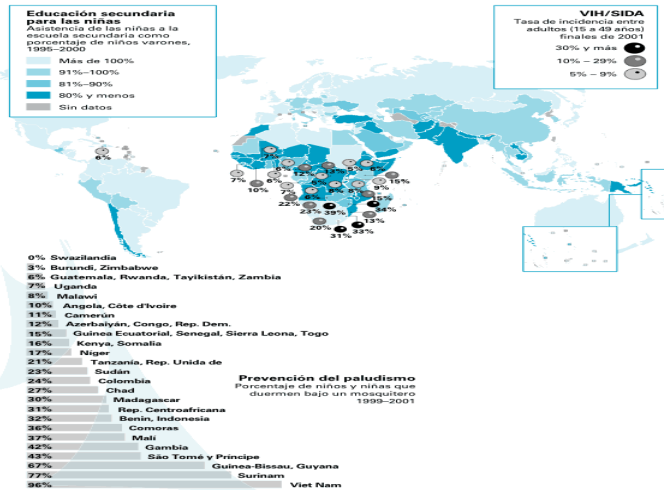 Educación secundaria
para las niñas
Asistencia de las niñas a la
escuela secundaria como
porcentaje de niños varones,
1995–2000
Más de 100%
91%–100%
81%–90%
80% y menos
Sin datos
VIH/SIDA
Tasa de incidencia entre
adultos (15 a 49 años)
finales de 2001
30% y más
10% – 29%
5% – 9%
6%
7%
12%
13%
7%
6%
15%
10%
9%
22%
23%
39%
34%
13%
20%
31%
33%
0% Swazilandia
3% Burundi, Zimbabwe
6% Guatemala, Rwanda, Tayikistán, Zambia
7% Uganda
8% Malawi
10% Angola, Côte d'Ivoire
11% Camerún
12% Azerbaiyán, Congo, Rep. Dem.
15% Guinea Ecuatorial, Senegal, Sierra Leona, Togo
16% Kenya, Somalia
17% Níger
21% Tanzanía, Rep. Unida de
23% Sudán
24% Colombia
27% Chad
30% Madagascar
31% Rep. Centroafricana
32% Benin, Indonesia
36% Comoras
37% Malí
42% Gambia
43% São Tomé y Príncipe
67% Guinea-Bissau, Guyana
77% Surinam
96% Viet Nam
Prevención del paludismo
Porcentaje de niños y niñas que
duermen bajo un mosquitero
1999–2001